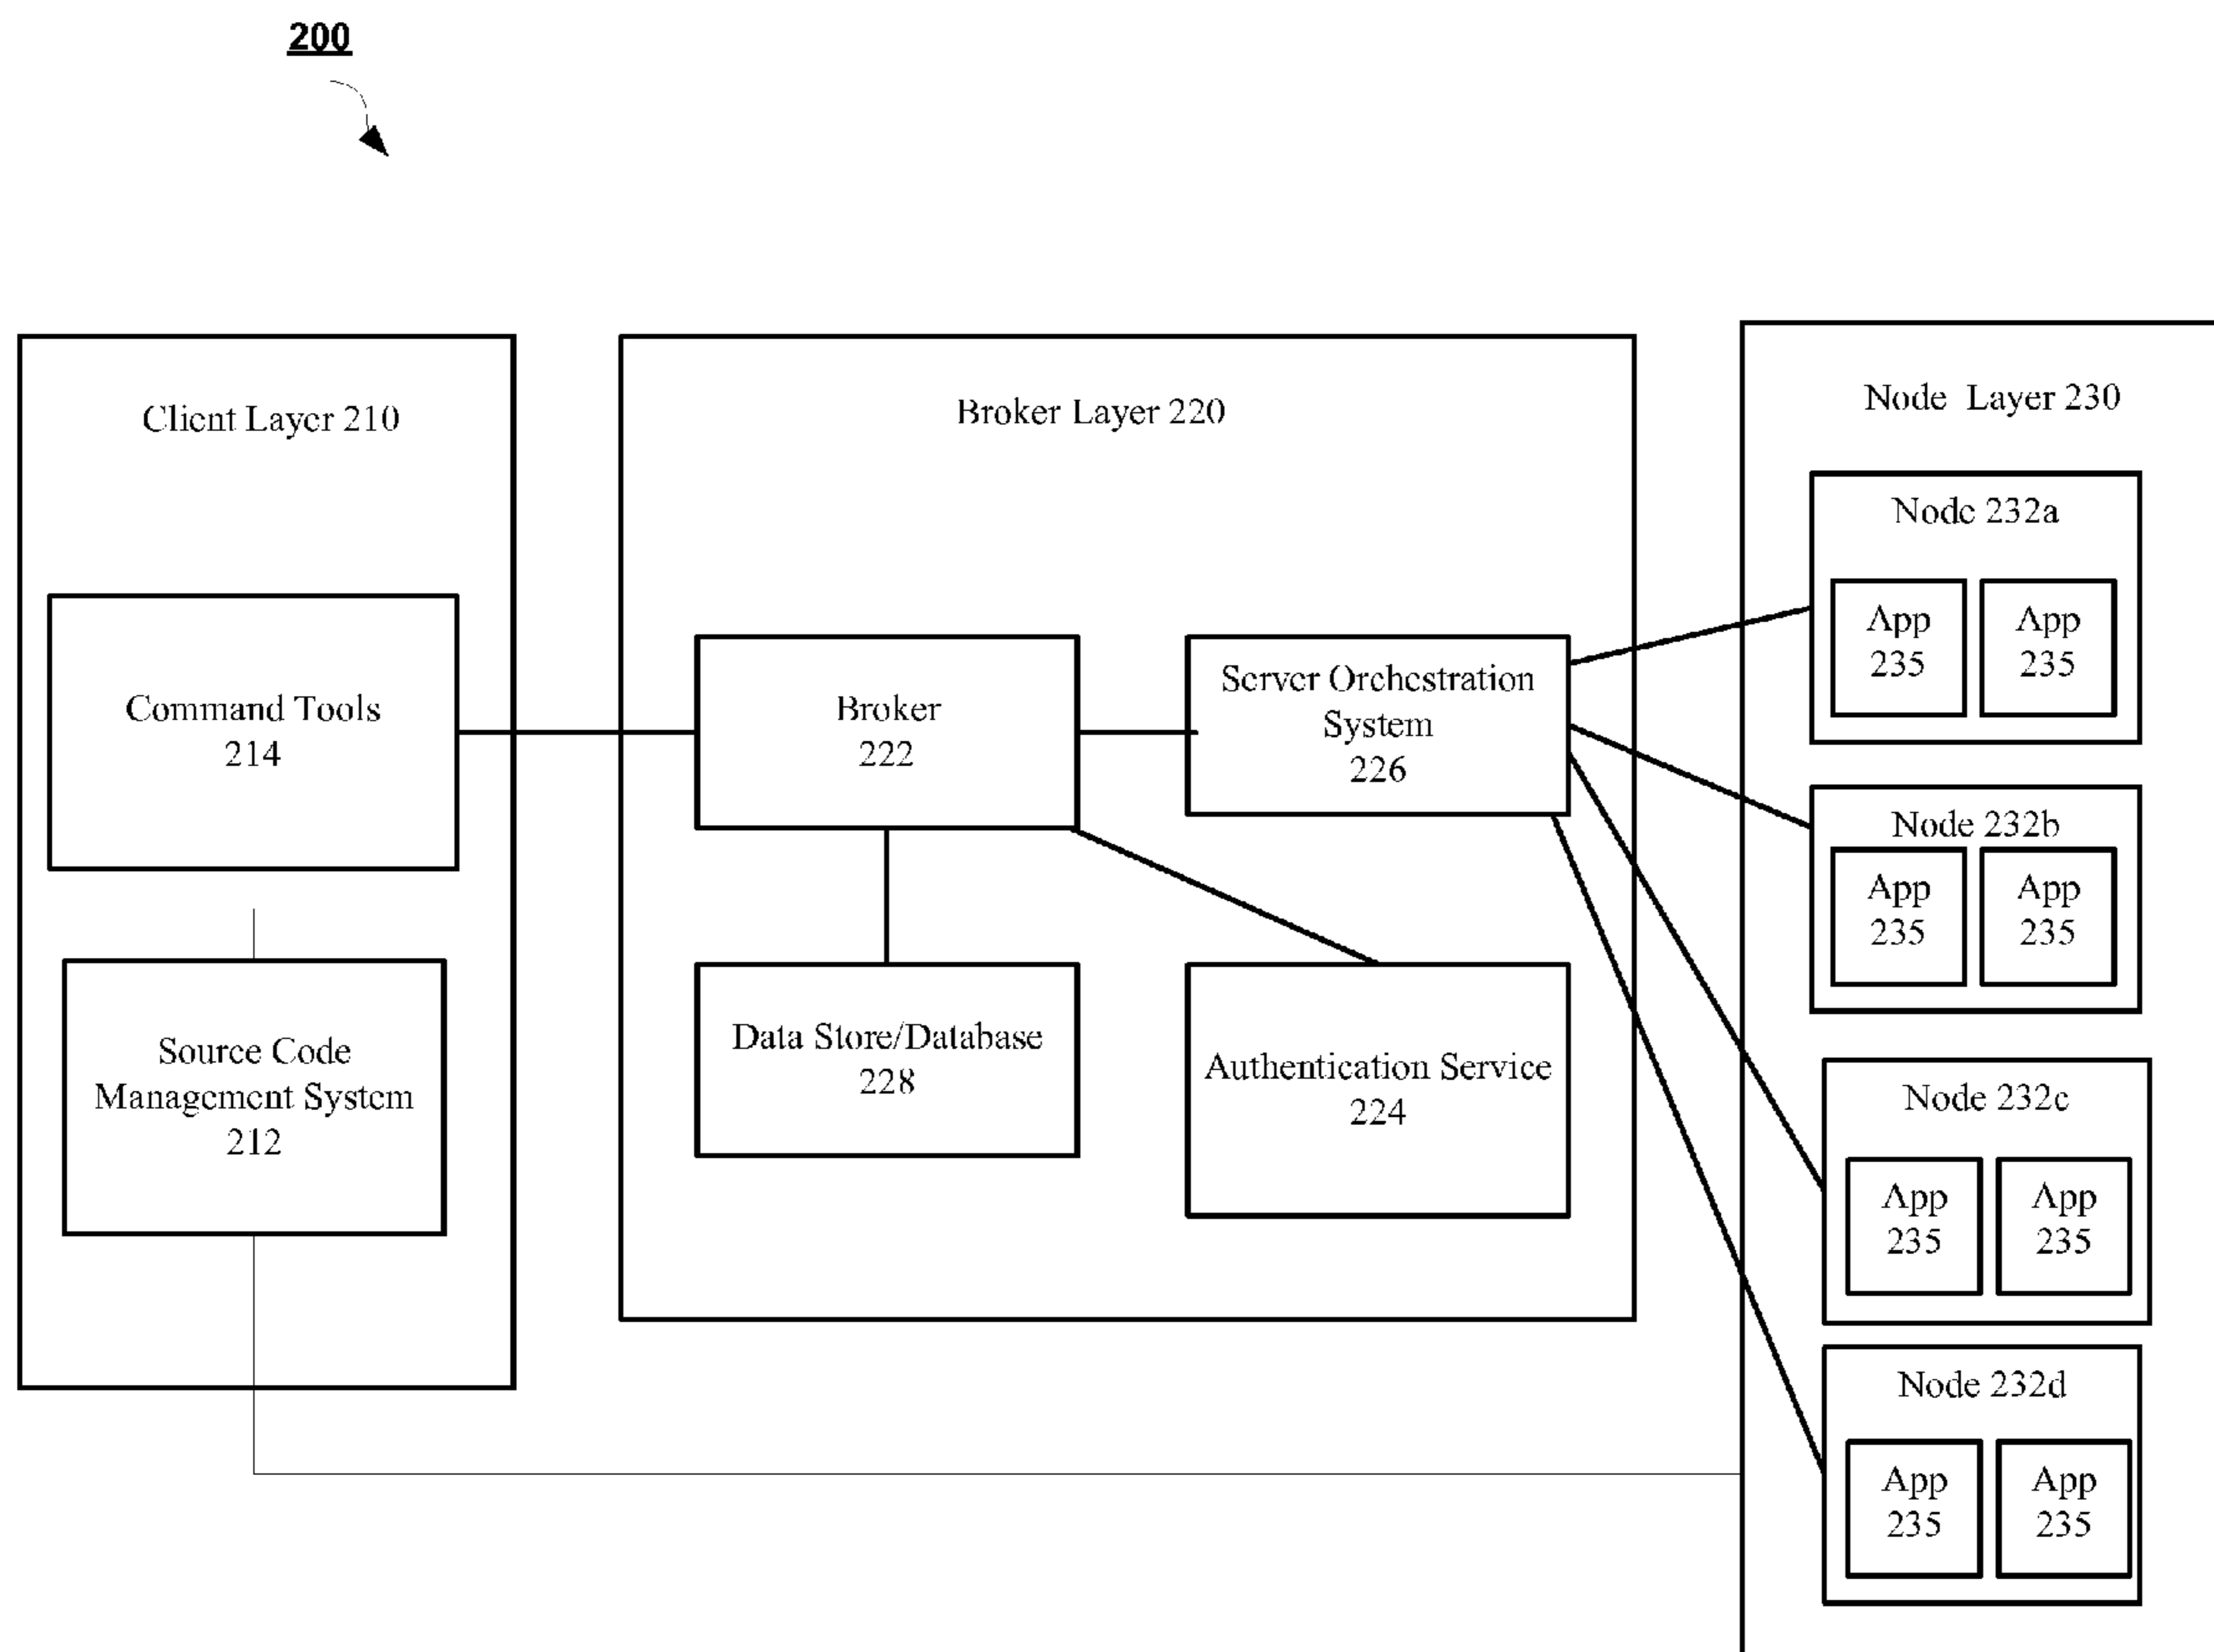 200
Client Layer 210
Command Tools
214
Source Code
Management System
212
Broker Layer 220
Broker
222
Server Orchestration
System
226
Data Store/Database
228
Authentication Service
224
Node Layer 230
Node 232a
App
235
App
235
Node 232b
App
235
App
235
Node 232c
App
235
App
235
Node 232d
App
235
App
235